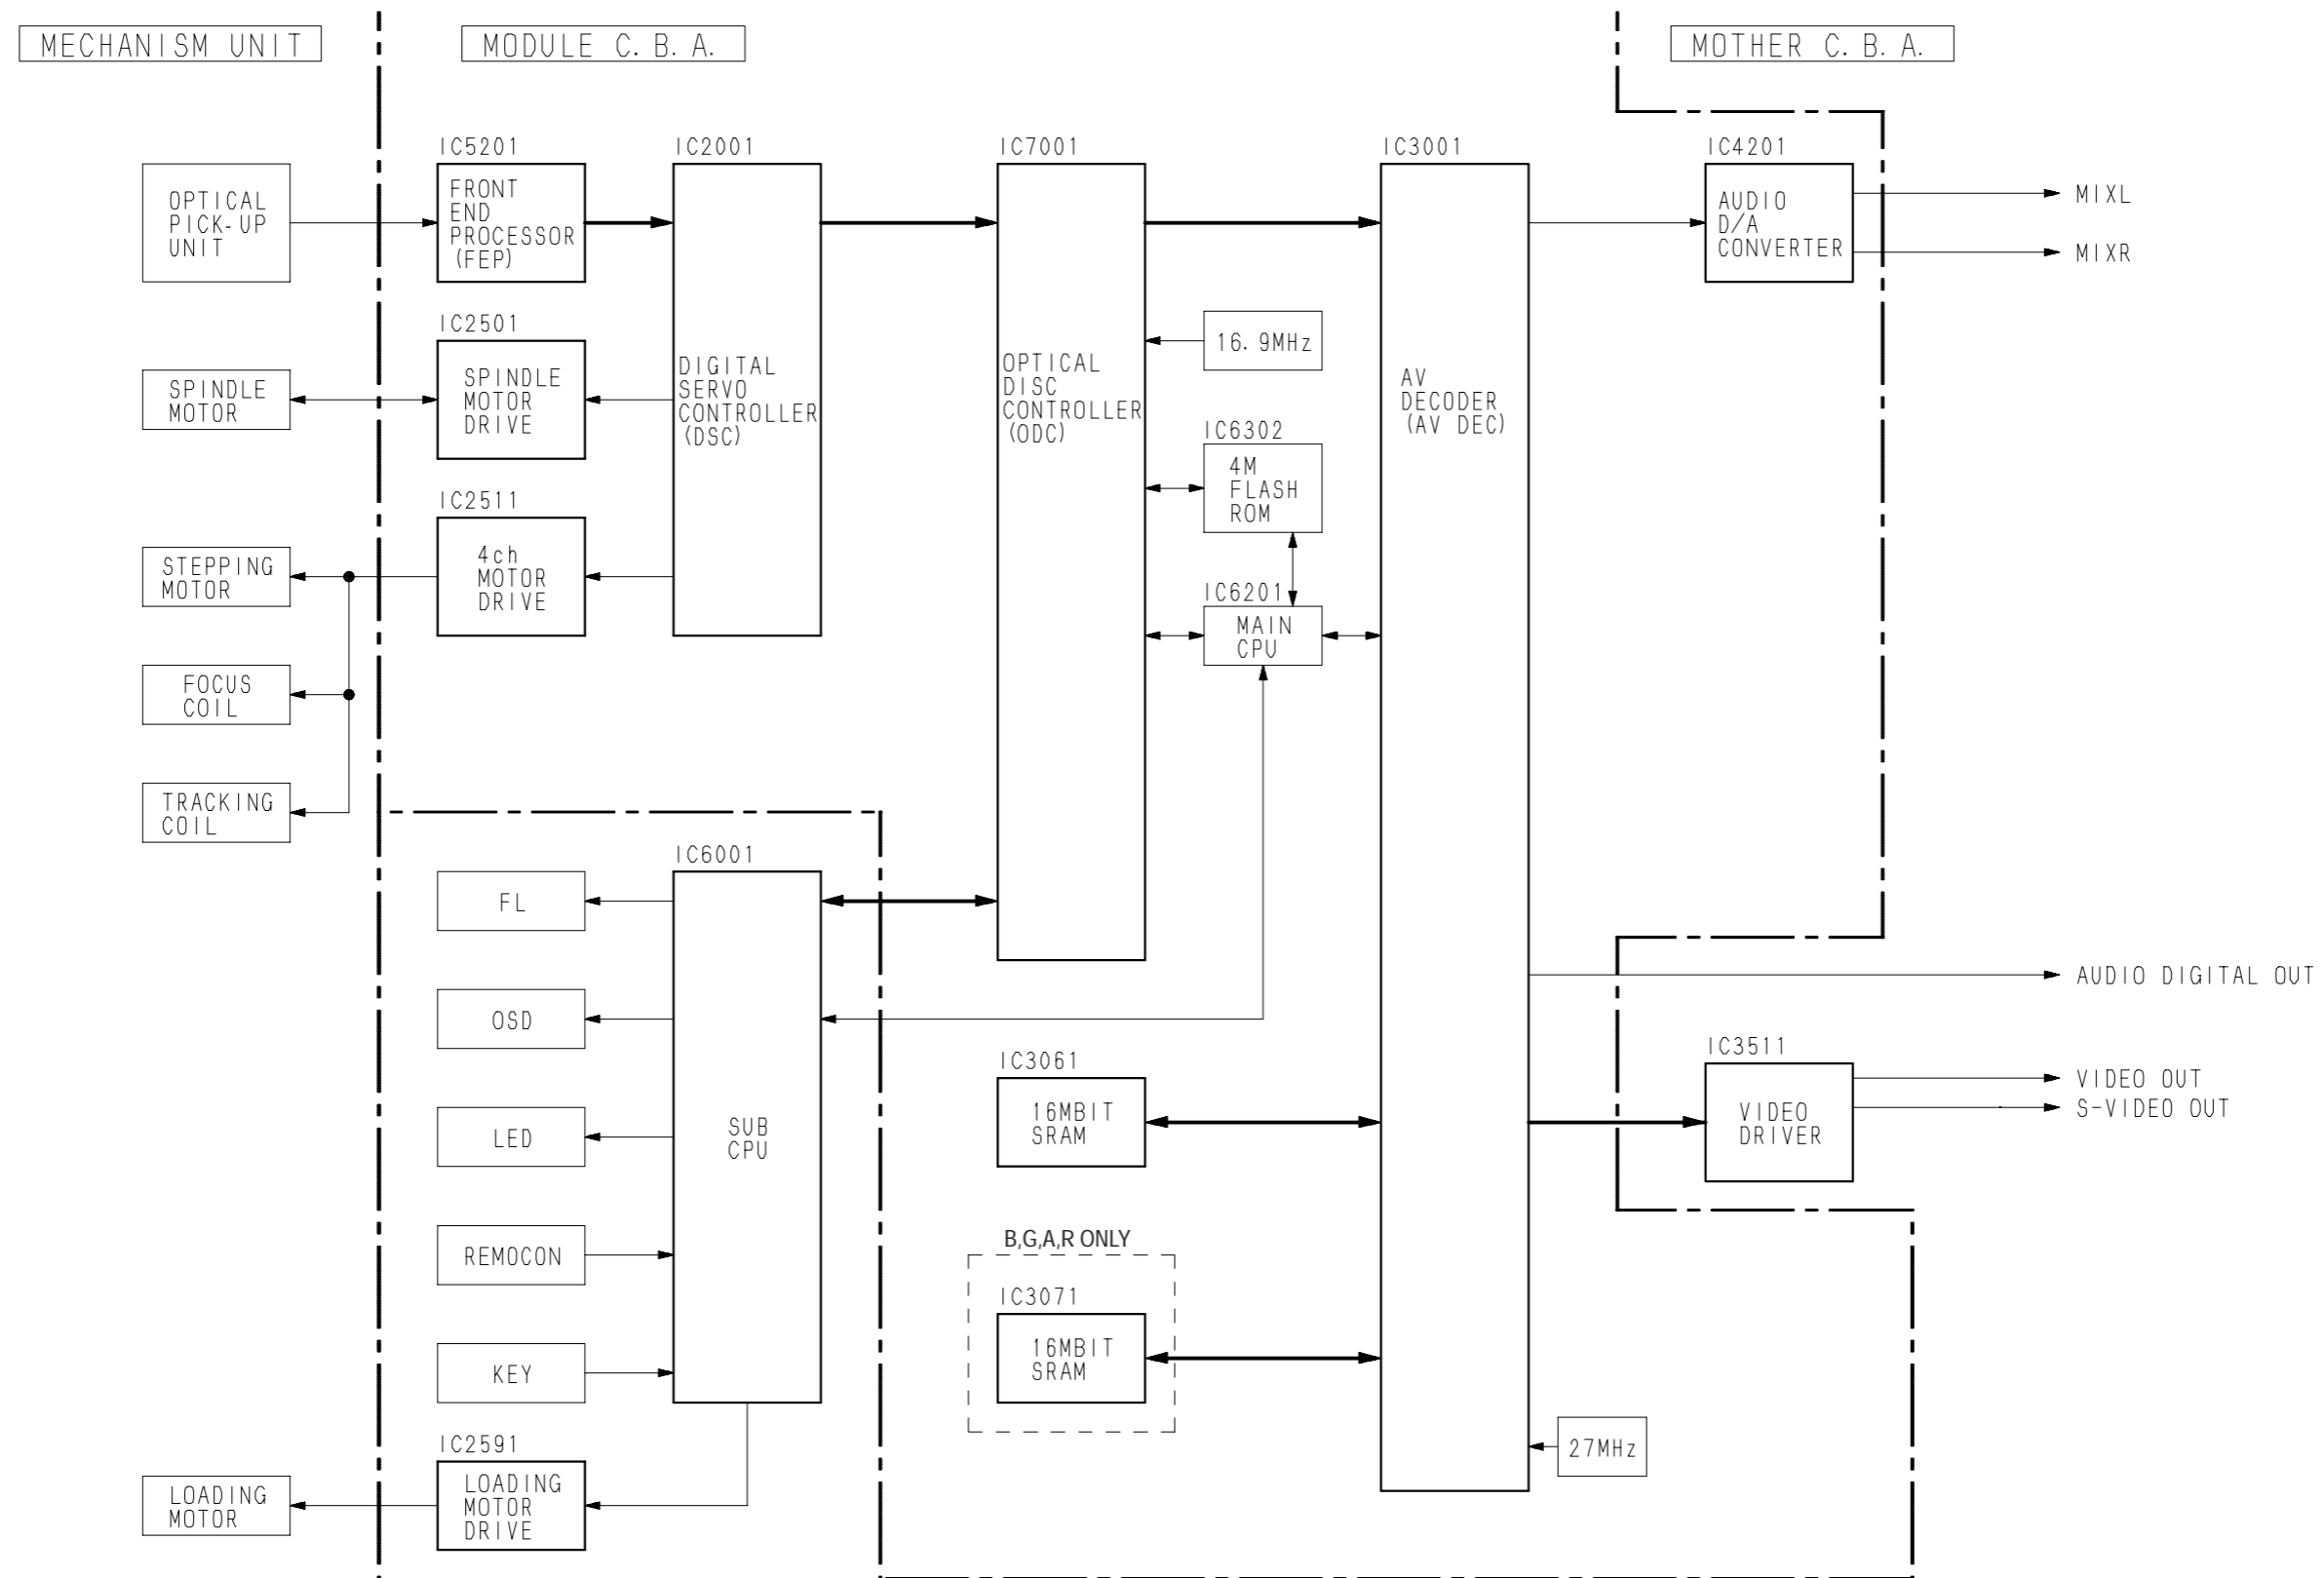 MECHANISM UNIT
MODULE C. B. A.
MOTHER C. B. A.
IC5201
FRONT
END
PROCESSOR
(FEP)
IC2001
DIGITAL
SERVO
CONTROLLER
(DSC)
IC7001
OPTICAL
DISC
CONTROLLER
(ODC)
IC3001
AV
DECODER
(AV DEC)
IC4201
AUDIO
D/A
CONVERTER
MIXL
MIXR
OPTICAL
PICK-UP
UNIT
IC2501
SPINDLE
MOTOR
DRIVE
SPINDLE
MOTOR
16.9MHz
IC6302
4M
FLASH
ROM
IC2511
4ch
MOTOR
DRIVE
STEPPING
MOTOR
IC6201
MAIN
CPU
FOCUS
COIL
TRACKING
COIL
IC6001
SUB
CPU
FL
OSD
LED
REMOCON
KEY
IC3061
16MBIT
SRAM
B,G,A,R ONLY
IC3071
16MBIT
SRAM
AUDIO DIGITAL OUT
IC3511
VIDEO
DRIVER
VIDEO OUT
S-VIDEO OUT
27MHz
IC2591
LOADING
MOTOR
DRIVE
LOADING
MOTOR